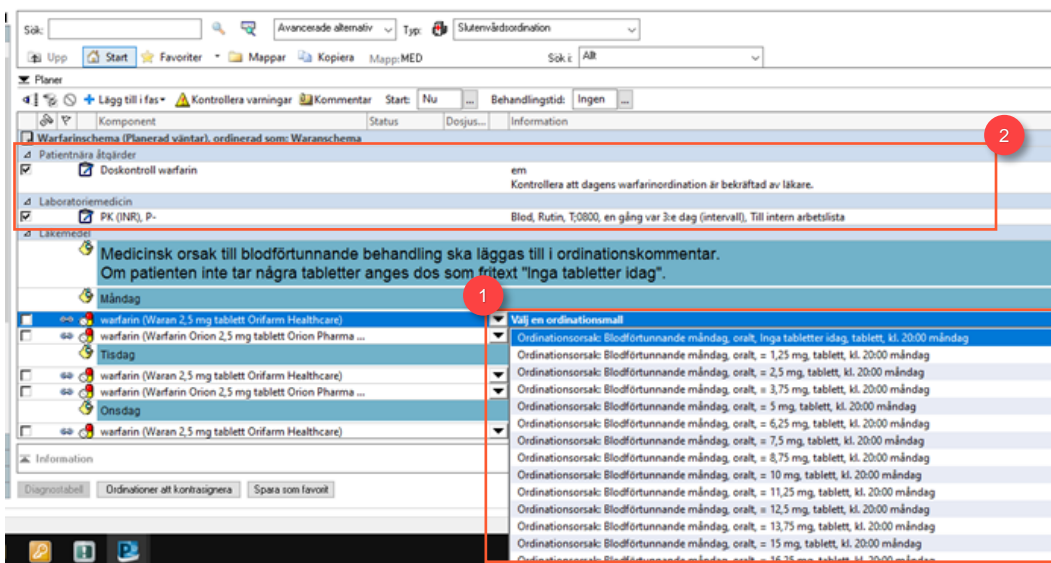 Sök:
Avancerade alternativ
Typ:
Slutenvårdsordination
Upp
Start
Favoriter
Mappar
Kopiera
Mapp:MED
Sök i:
Allt
Planer
Lägg till i fas
Kontrollera varningar
Kommentar
Start:
Nu
...
Behandlingstid:
Ingen
...
Komponent
Status
Dosjus...
Information
2
Warfarinschema (Planerad väntar), ordinerad som: Waranschema
Patientnära åtgärder
Doskontroll warfarin
em
Kontrollera att dagens warfarinordination är bekräftad av läkare.
Laboratoriemedicin
PK (INR), P-
Blod, Rutin, T;0800, en gång var 3:e dag (intervall), Till intern arbetslista
Läkemedel
Medicinsk orsak till blodförtunnande behandling ska läggas till i ordinationskommentar.
Om patienten inte tar några tabletter anges dos som fritext "Inga tabletter idag".
1
Måndag
warfarin (Waran 2,5 mg tablett Orifarm Healthcare)
Välj en ordinationsmall
warfarin (Warfarin Orion 2,5 mg tablett Orion Pharma ...
Ordinationsorsak: Blodförtunnande måndag, oralt, Inga tabletter idag, tablett, kl. 20:00 måndag
Tisdag
Ordinationsorsak: Blodförtunnande måndag, oralt, = 1,25 mg, tablett, kl. 20:00 måndag
warfarin (Waran 2,5 mg tablett Orifarm Healthcare)
Ordinationsorsak: Blodförtunnande måndag, oralt, = 2,5 mg, tablett, kl. 20:00 måndag
warfarin (Warfarin Orion 2,5 mg tablett Orion Pharma ...
Ordinationsorsak: Blodförtunnande måndag, oralt, = 3,75 mg, tablett, kl. 20:00 måndag
Onsdag
Ordinationsorsak: Blodförtunnande måndag, oralt, = 5 mg, tablett, kl. 20:00 måndag
Ordinationsorsak: Blodförtunnande måndag, oralt, = 6,25 mg, tablett, kl. 20:00 måndag
warfarin (Waran 2,5 mg tablett Orifarm Healthcare)
Ordinationsorsak: Blodförtunnande måndag, oralt, = 7,5 mg, tablett, kl. 20:00 måndag
Information
Ordinationsorsak: Blodförtunnande måndag, oralt, = 8,75 mg, tablett, kl. 20:00 måndag
Ordinationsorsak: Blodförtunnande måndag, oralt, = 10 mg, tablett, kl. 20:00 måndag
Diagnostabell
Ordinationer att kontrasignera
Spara som favorit
Ordinationsorsak: Blodförtunnande måndag, oralt, = 11,25 mg, tablett, kl. 20:00 måndag
Ordinationsorsak: Blodförtunnande måndag, oralt, = 12,5 mg, tablett, kl. 20:00 måndag
Ordinationsorsak: Blodförtunnande måndag, oralt, = 13,75 mg, tablett, kl. 20:00 måndag
Ordinationsorsak: Blodförtunnande måndag, oralt, = 15 mg, tablett, kl. 20:00 måndag
Ordinationsorsak: Blodförtunnande måndag, oralt, = 16,25 mg, tablett, kl. 20:00 måndag